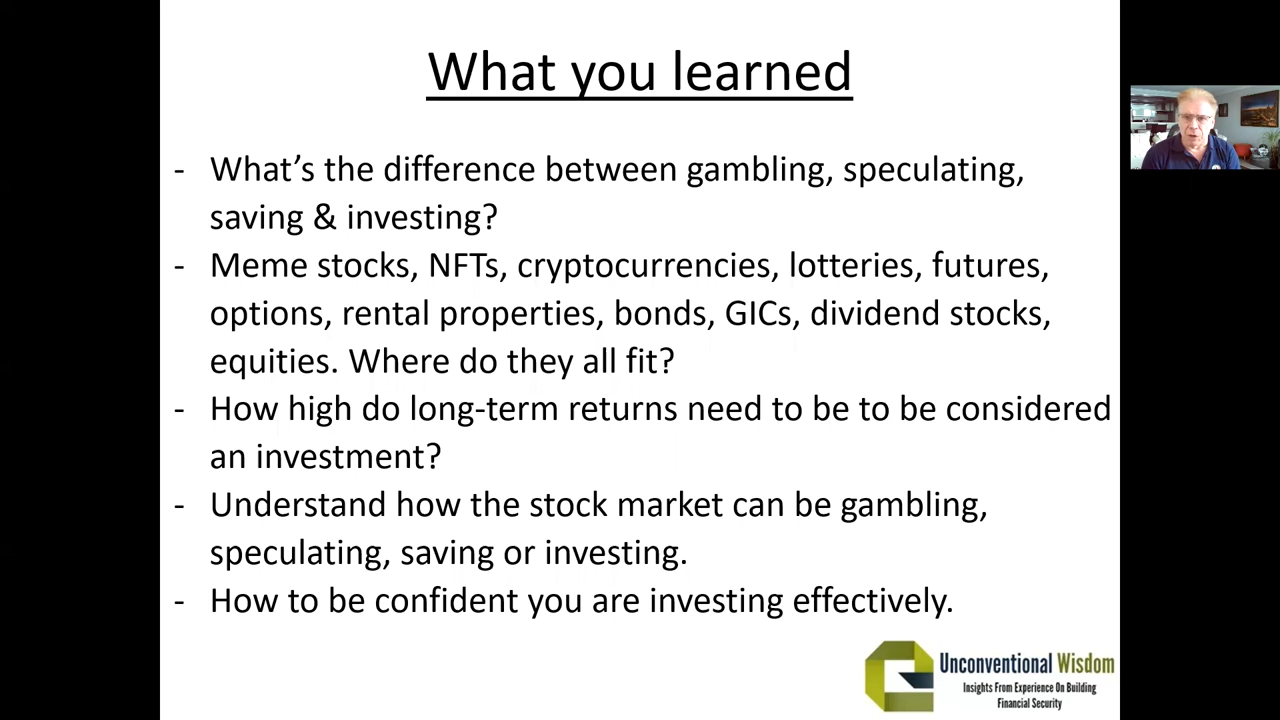 What you learned
- What’s the difference between gambling, speculating,
saving & investing?
- Meme stocks, NFTs, cryptocurrencies, lotteries, futures,
options, rental properties, bonds, GICs, dividend stocks,
equities. Where do they all fit?
- How high do long-term returns need to be to be considered
an investment?
- Understand how the stock market can be gambling,
speculating, saving or investing.
- How to be confident you are investing effectively.
Unconventional Wisdom
Insights From Experience On Building
Financial Security